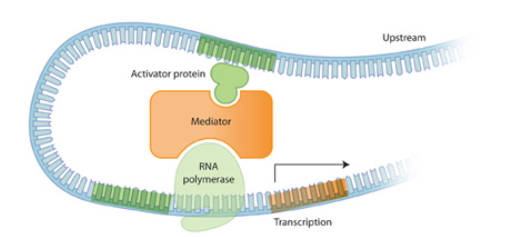 Upstream
Activator protein
Mediator
RNA
polymerase
Transcription